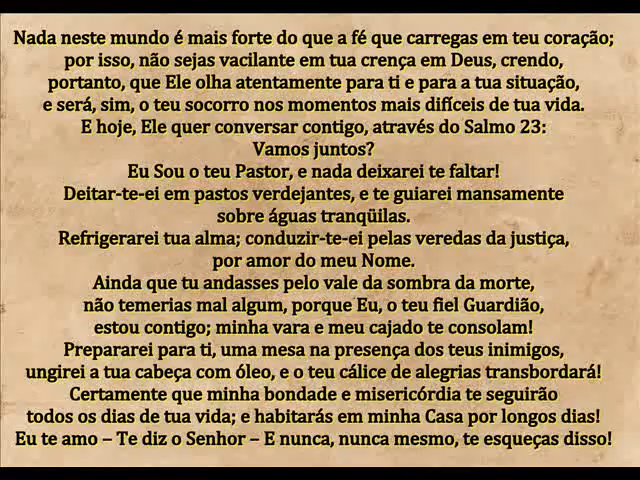 Nada neste mundo é mais forte do que a fé que carregas em teu coração;
por isso, não sejas vacilante em tua crença em Deus, crendo,
portanto, que Ele olha atentamente para ti e para a tua situação,
e será, sim, o teu socorro nos momentos mais difíceis de tua vida.
E hoje, Ele quer conversar contigo, através do Salmo 23:
Vamos juntos?
Eu Sou o teu Pastor, e nada deixarei te faltar!
Deitar-te-ei em pastos verdejantes, e te guiarei mansamente
sobre águas tranqüilas.
Refrigerarei tua alma; conduzir-te-ei pelas veredas da justiça,
por amor do meu Nome.
Ainda que tu andasses pelo vale da sombra da morte,
não temerias mal algum, porque Eu, o teu fiel Guardião,
estou contigo; minha vara e meu cajado te consolam!
Prepararei para ti, uma mesa na presença dos teus inimigos,
ungirei a tua cabeça com óleo, e o teu cálice de alegrias transbordará!
Certamente que minha bondade e misericórdia te seguirão
todos os dias de tua vida; e habitarás em minha Casa por longos dias!
Eu te amo – Te diz o Senhor – E nunca, nunca mesmo, te esqueças disso!